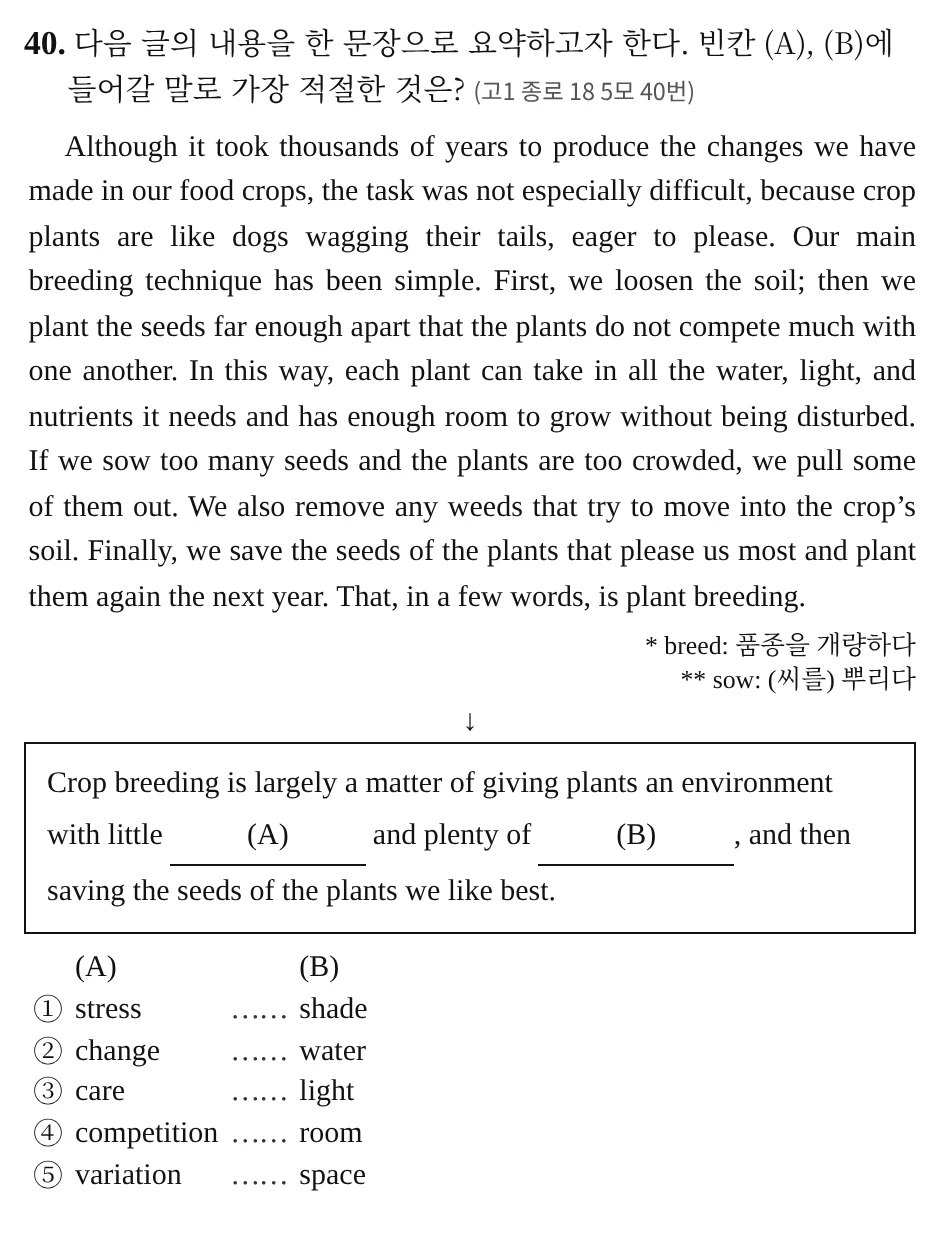 40. 다음 글의 내용을 한 문장으로 요약하고자 한다. 빈칸 (A), (B)에
들어갈 말로 가장 적절한 것은? (고1 종로 18 5모 40번)
Although it took thousands of years to produce the changes we have
made in our food crops, the task was not especially difficult, because crop
plants are like dogs wagging their tails, eager to please. Our main
breeding technique has been simple. First, we loosen the soil; then we
plant the seeds far enough apart that the plants do not compete much with
one another. In this way, each plant can take in all the water, light, and
nutrients it needs and has enough room to grow without being disturbed.
If we sow too many seeds and the plants are too crowded, we pull some
of them out. We also remove any weeds that try to move into the crop’s
soil. Finally, we save the seeds of the plants that please us most and plant
them again the next year. That, in a few words, is plant breeding.
* breed: 품종을 개량하다
** sow: (씨를) 뿌리다
↓
Crop breeding is largely a matter of giving plants an environment
with little (A) and plenty of (B), and then
saving the seeds of the plants we like best.
(A) (B)
① stress …… shade
② change …… water
③ care …… light
④ competition …… room
⑤ variation …… space